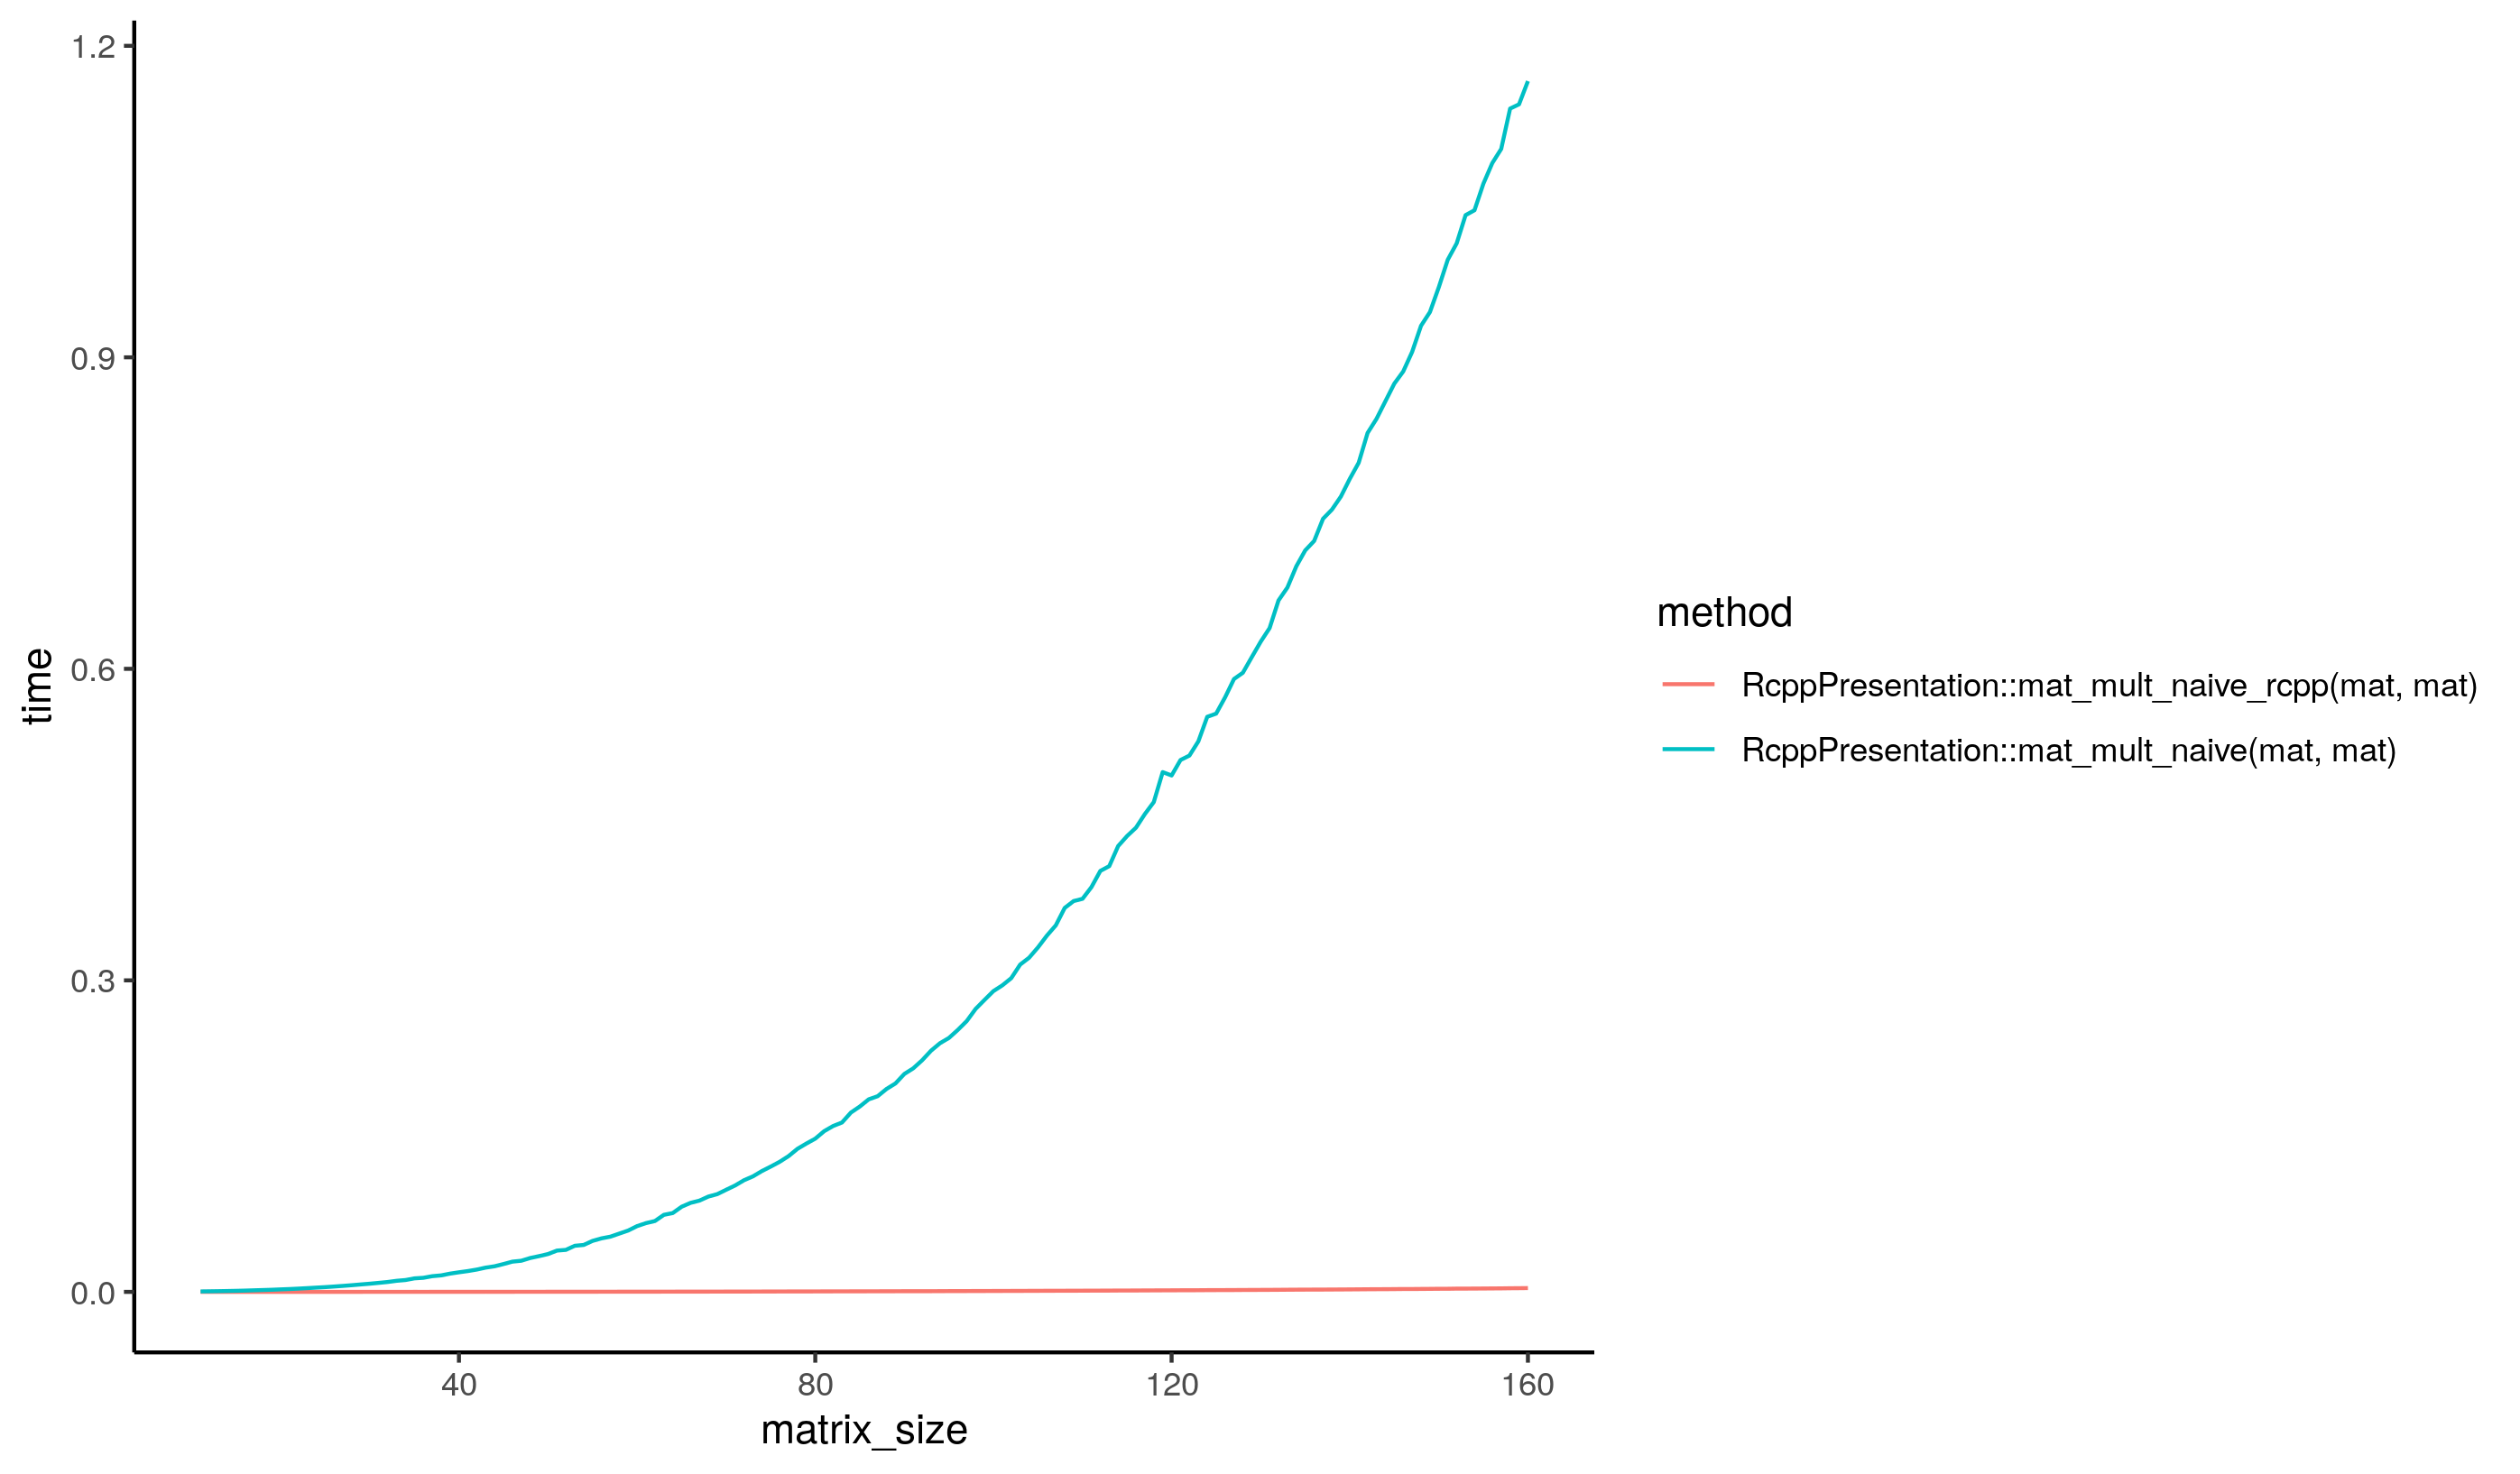 1.2
0.9
0.6
0.3
0.0
time
40
80
120
160
matrix_size
method
RcppPresentation::mat_mult_naive_rcpp(mat, mat)
RcppPresentation::mat_mult_naive(mat, mat)